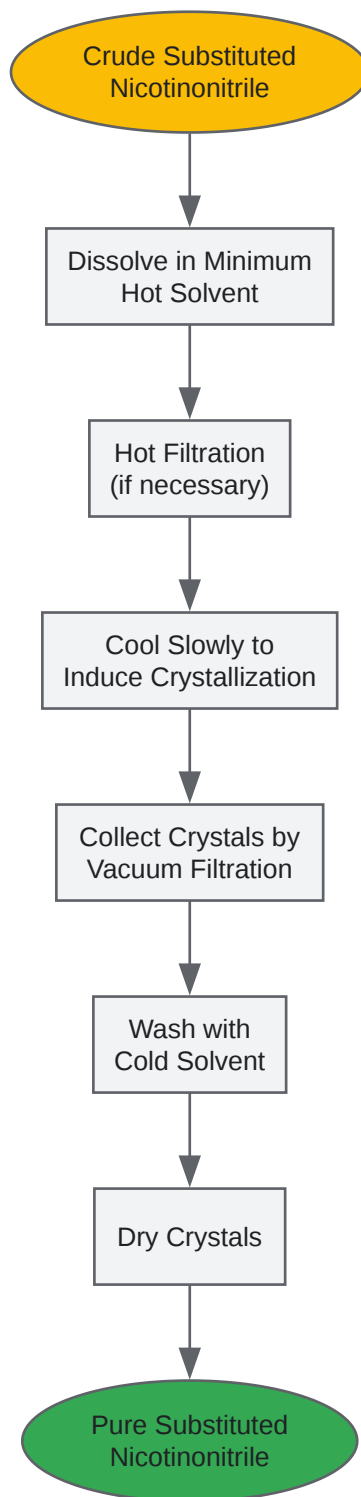 Crude Substituted
Nicotinonitrile
Dissolve in Minimum
Hot Solvent
Hot Filtration
(if necessary)
Cool Slowly to
Induce Crystallization
Collect Crystals by
Vacuum Filtration
Wash with
Cold Solvent
Dry Crystals
Pure Substituted
Nicotinonitrile